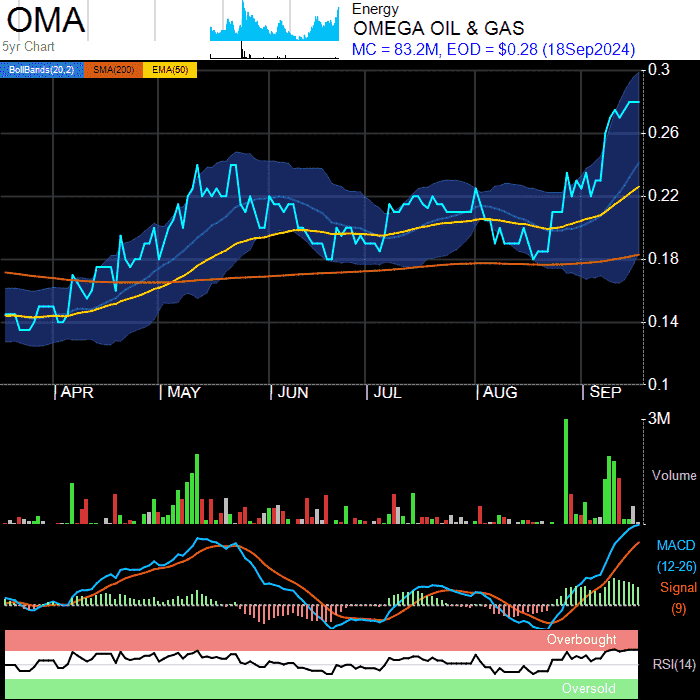 OMA
5yr Chart
Energy
OMEGA OIL & GAS
MC = 83.2M, EOD = $0.28 (18Sep2024)
BollBands(20,2) SMA(200) EMA(50)
0.3
0.26
0.22
0.18
0.14
0.1
APR MAY JUN JUL AUG SEP
3M
Volume
MACD
(12-26)
Signal
(9)
Overbought
RSI(14)
Oversold